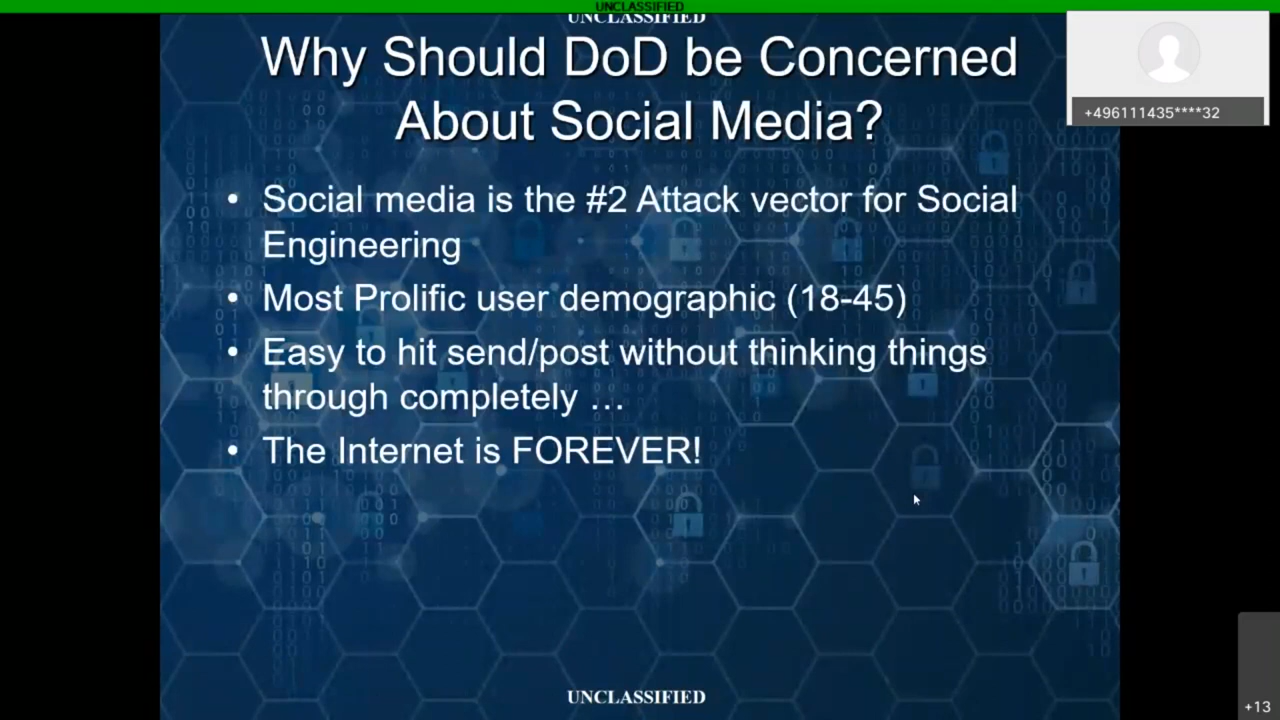 UNCLASSIFIED
UNCLASSIFIED
Why Should DoD be Concerned
About Social Media?
+496111435****32
• Social media is the #2 Attack vector for Social
Engineering
• Most Prolific user demographic (18-45)
• Easy to hit send/post without thinking things
through completely …
• The Internet is FOREVER!
UNCLASSIFIED
+13